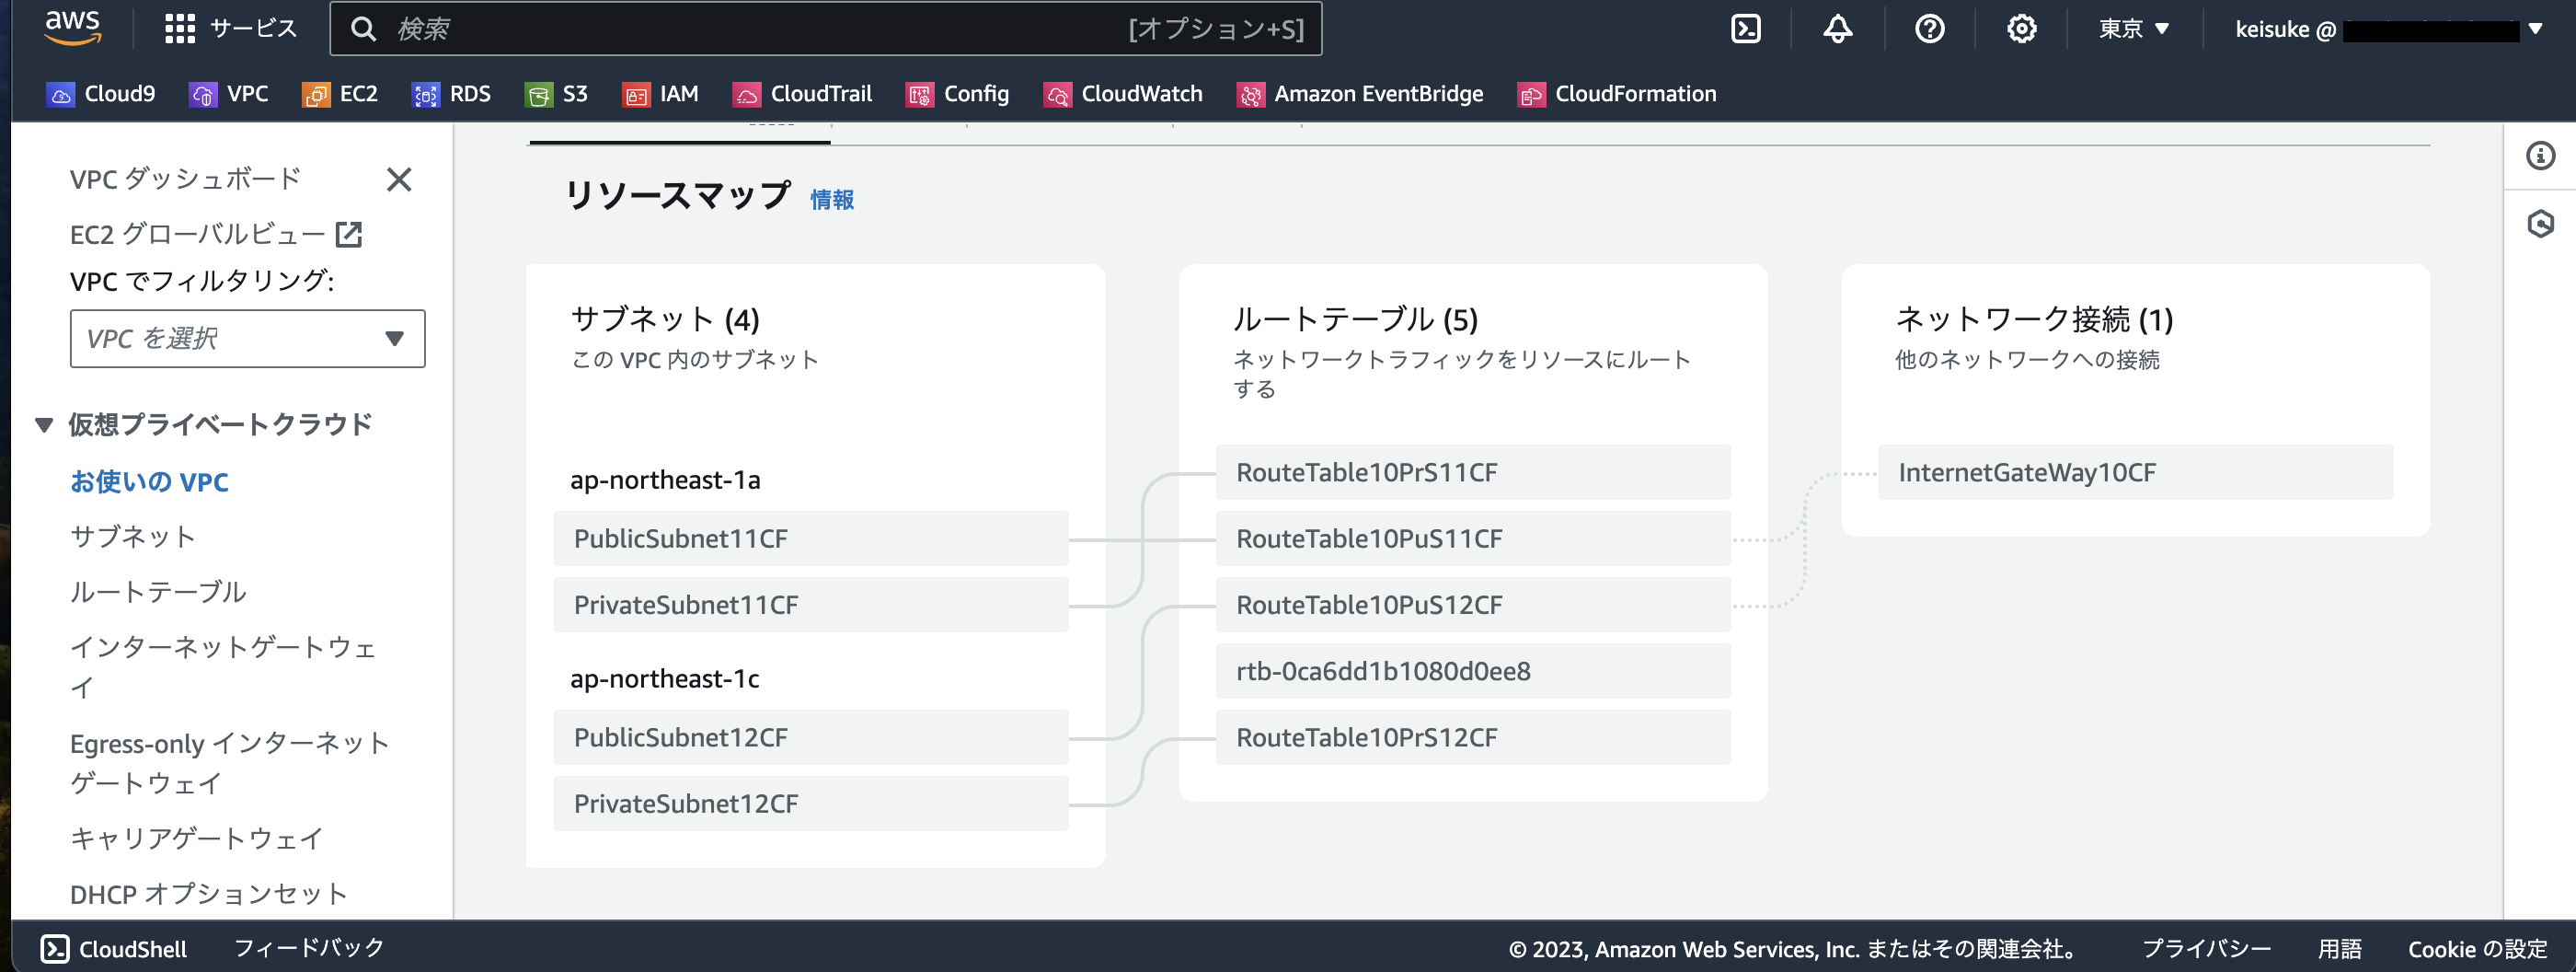 aws
サービス
検索
[オプション+S]
東京
keisuke @
Cloud9
VPC
EC2
RDS
S3
IAM
CloudTrail
Config
CloudWatch
Amazon EventBridge
CloudFormation
VPC ダッシュボード
EC2 グローバルビュー
VPC でフィルタリング:
VPC を選択
仮想プライベートクラウド
お使いの VPC
サブネット
ルートテーブル
インターネットゲートウェ
イ
Egress-only インターネット
ゲートウェイ
キャリアゲートウェイ
DHCP オプションセット
リソースマップ 情報
サブネット (4)
この VPC 内のサブネット
ap-northeast-1a
PublicSubnet11CF
PrivateSubnet11CF
ap-northeast-1c
PublicSubnet12CF
PrivateSubnet12CF
ルートテーブル (5)
ネットワークトラフィックをリソースにルート
する
RouteTable10PrS11CF
RouteTable10PuS11CF
RouteTable10PuS12CF
rtb-0ca6dd1b1080d0ee8
RouteTable10PrS12CF
ネットワーク接続 (1)
他のネットワークへの接続
InternetGateWay10CF
CloudShell
フィードバック
© 2023, Amazon Web Services, Inc. またはその関連会社。
プライバシー
用語
Cookie の設定